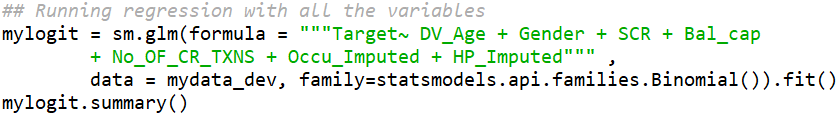 ## Running regression with all the variables
mylogit = sm.glm(formula = """Target~ DV_Age + Gender + SCR + Bal_cap
+ No_OF_CR_TXNS + Occu_Imputed + HP_Imputed""" ,
data = mydata_dev, family=statsmodels.api.families.Binomial()).fit()
mylogit.summary()